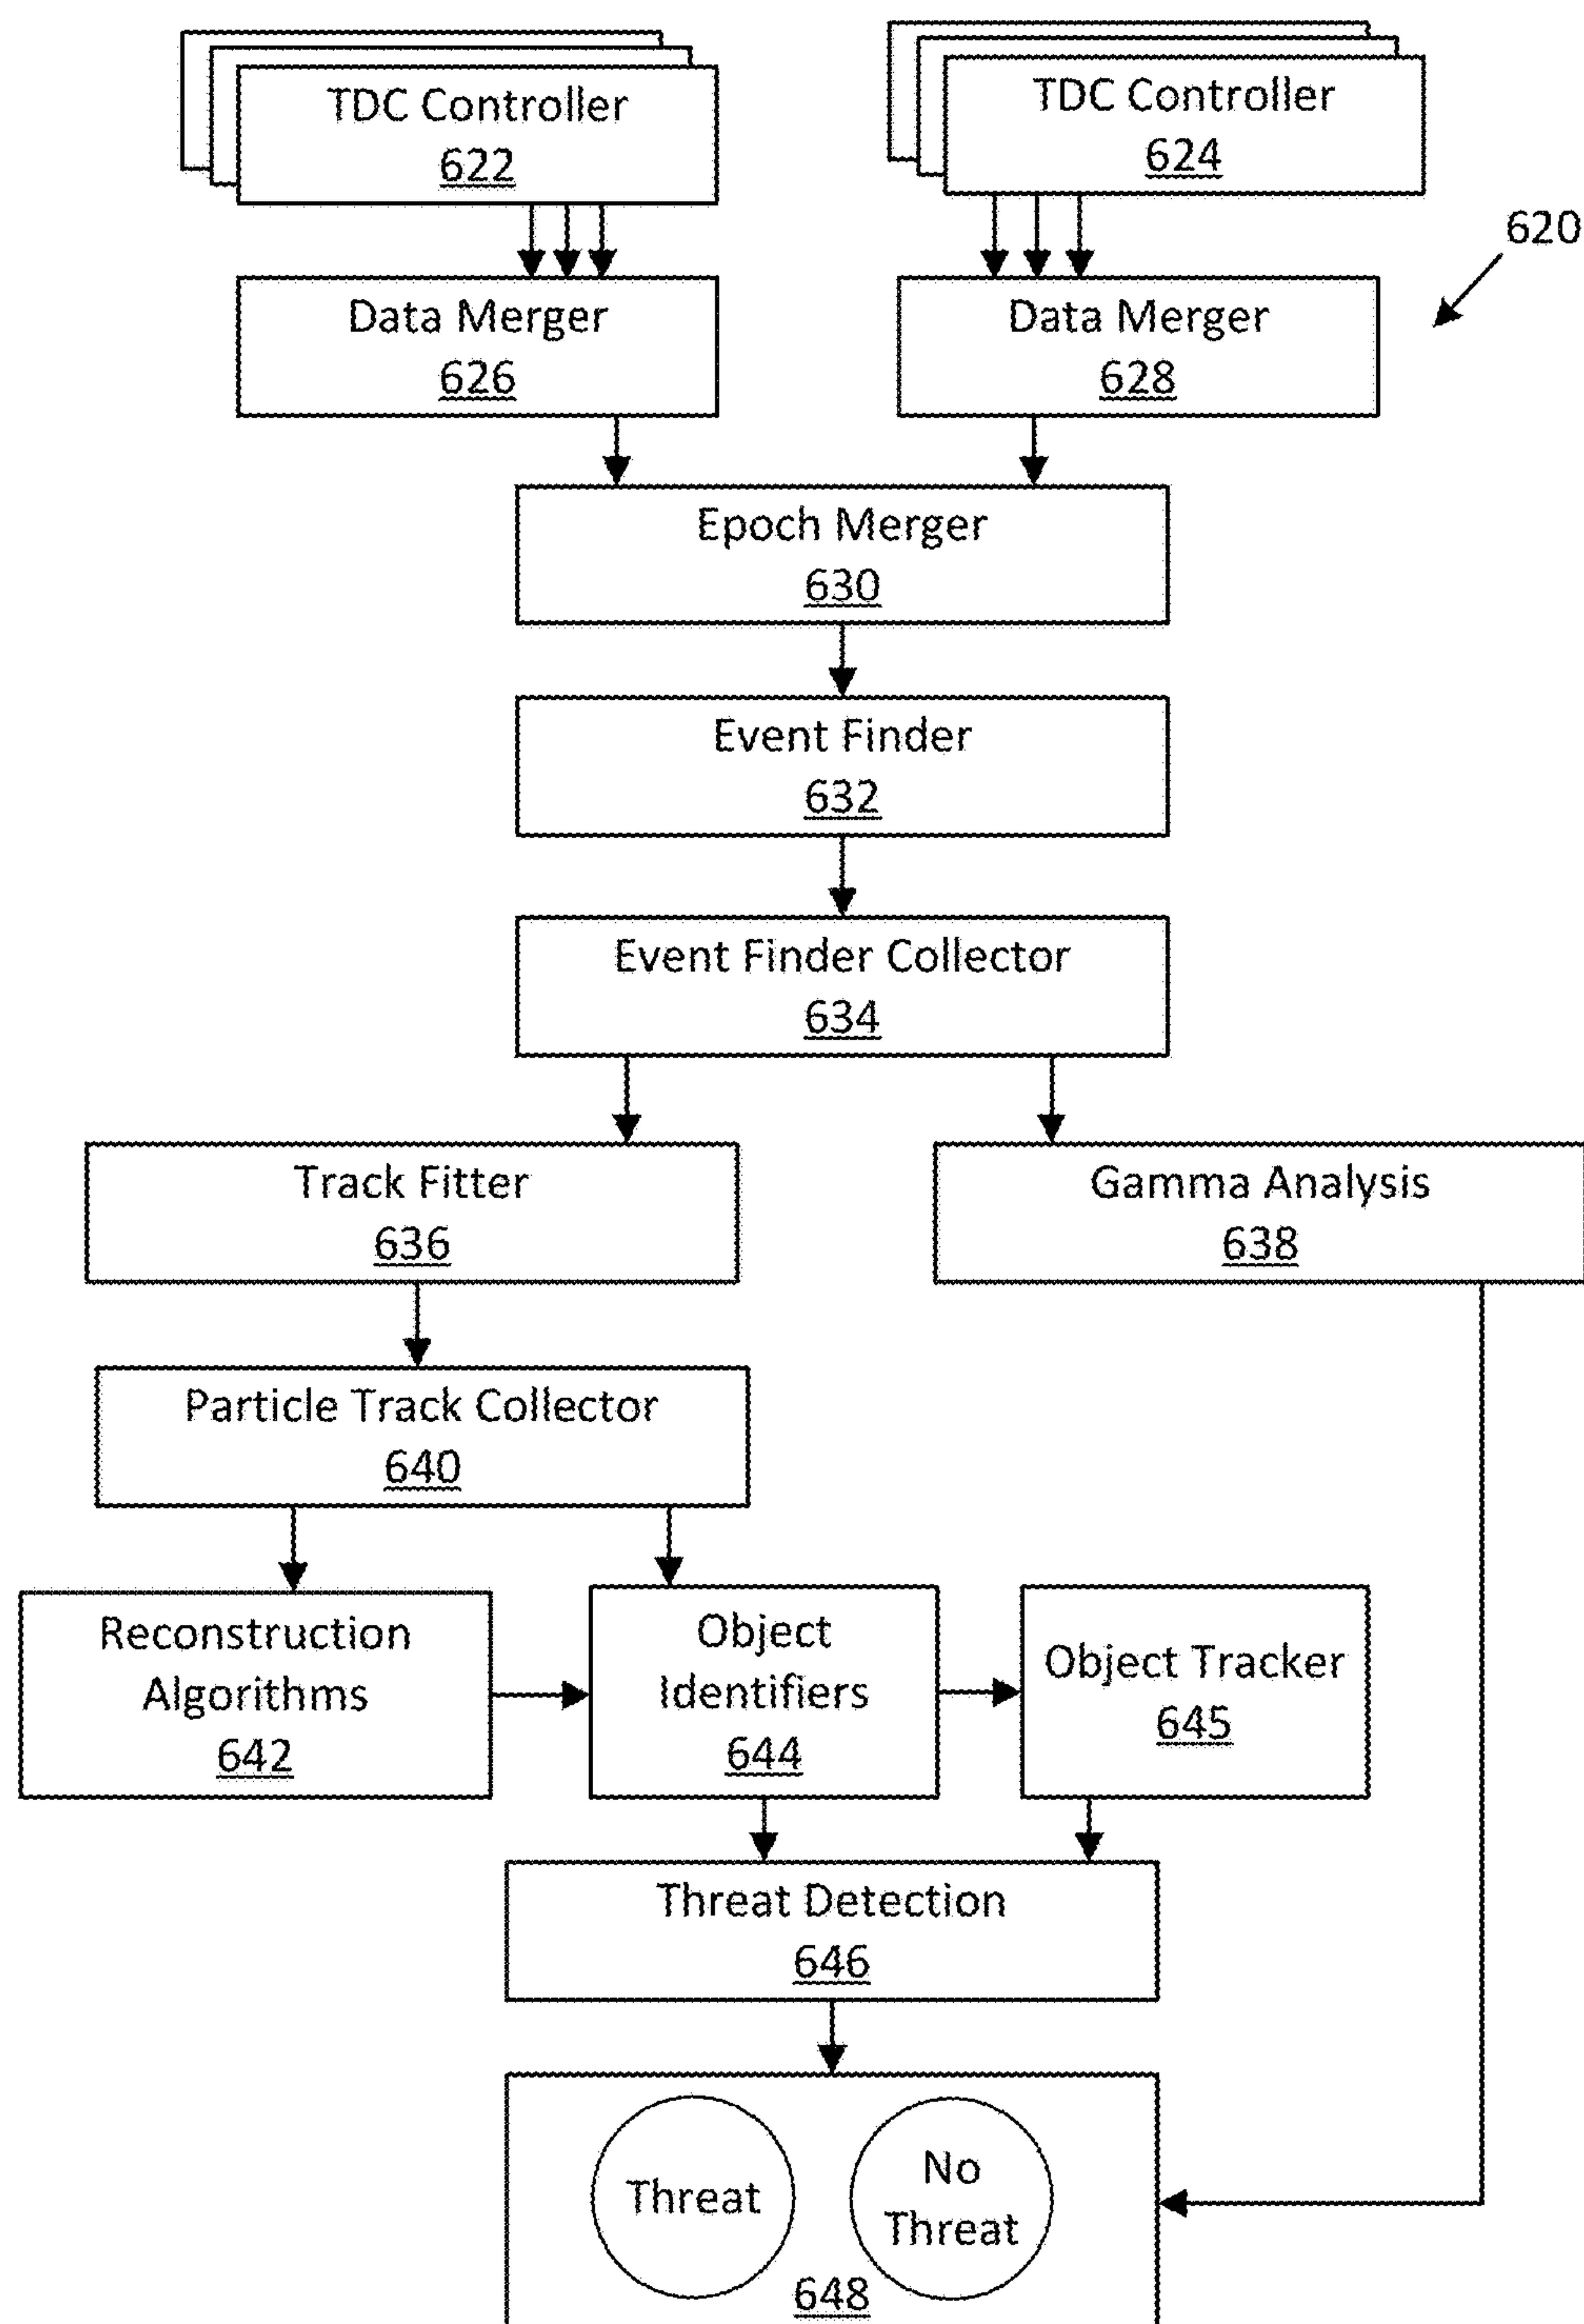 TDC Controller
622
TDC Controller
624
620
Data Merger
626
Data Merger
628
Epoch Merger
630
Event Finder
632
Event Finder Collector
634
Track Fitter
636
Gamma Analysis
638
Particle Track Collector
640
Reconstruction
Algorithms
642
Object
Identifiers
644
Object Tracker
645
Threat Detection
646
Threat
No
Threat
648